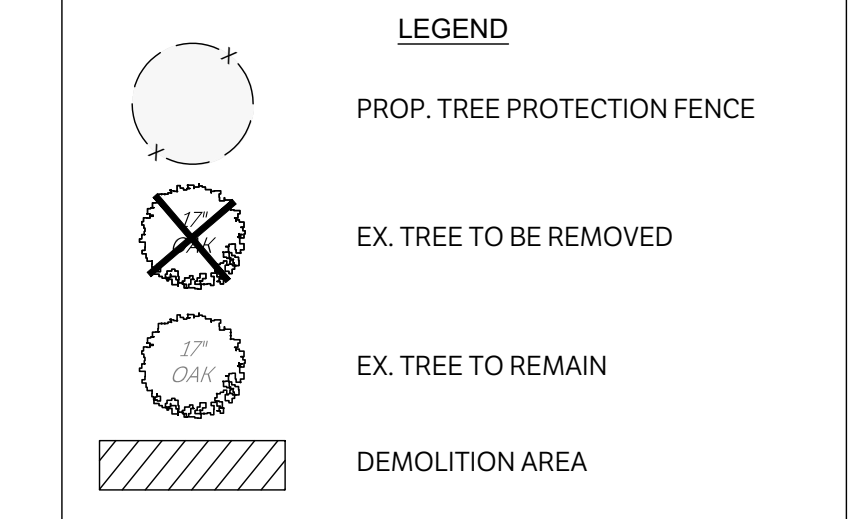 LEGEND
PROP. TREE PROTECTION FENCE
17"
OAK
EX. TREE TO BE REMOVED
17"
OAK
EX. TREE TO REMAIN
DEMOLITION AREA